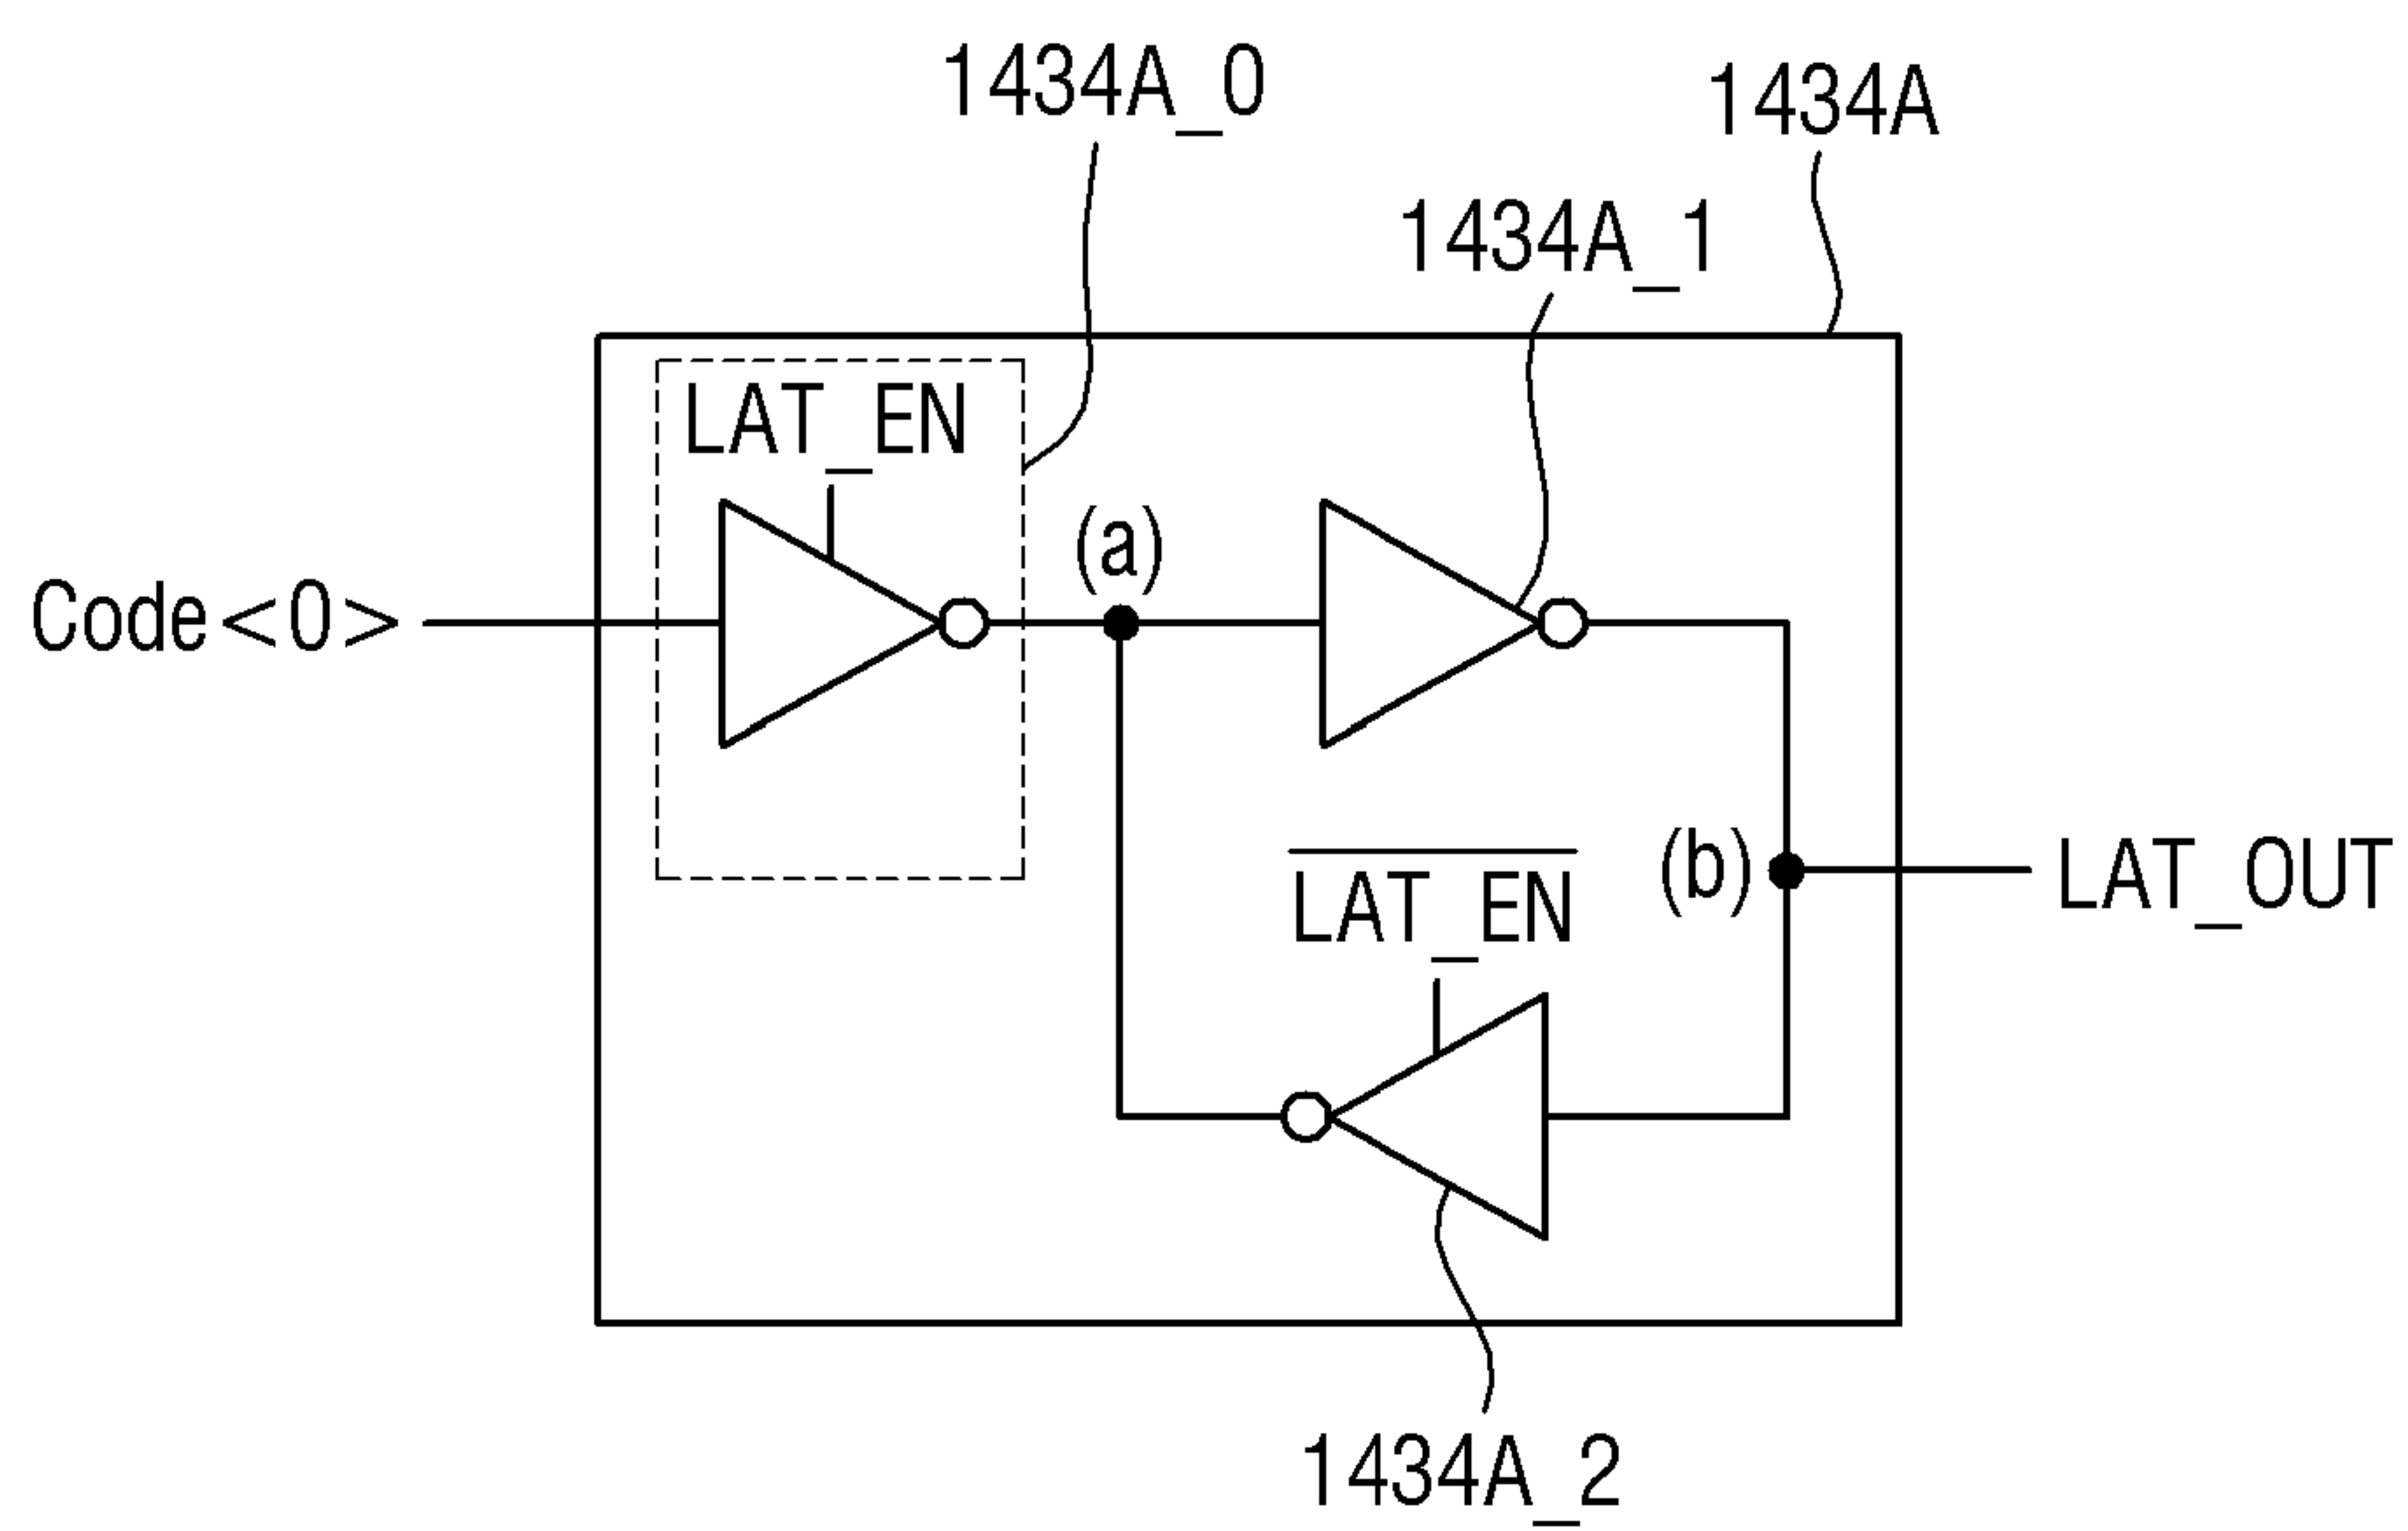 1434A_0
1434A
1434A_1
LAT_EN
(a)
Code<0>
(b)
LAT_OUT
LAT_EN
1434A_2